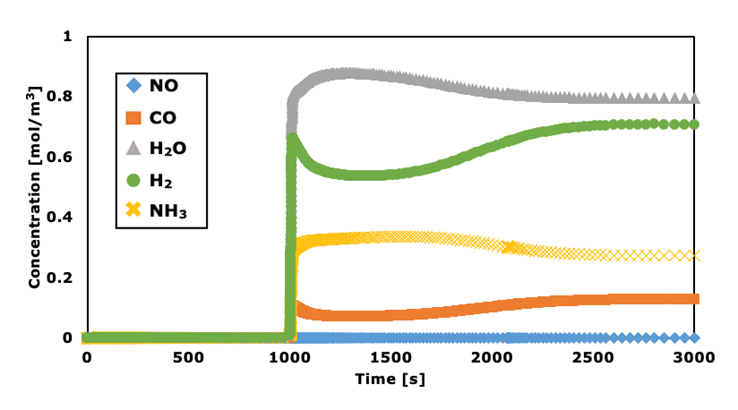 1
0.8
0.6
0.4
0.2
0
Concentration [mol/m³]
NO
CO
H₂O
H₂
NH₃
0 500 1000 1500 2000 2500 3000
Time [s]